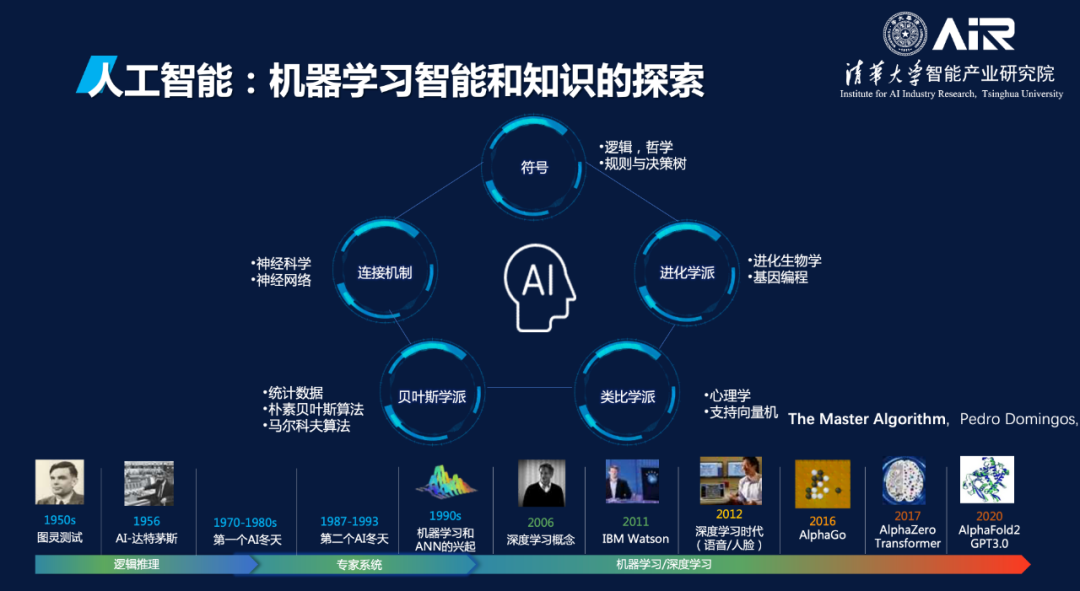 AIR
清华大学智能产业研究院
Institute for AI Industry Research, Tsinghua University
人工智能：机器学习智能和知识的探索
符号
•逻辑，哲学
•规则与决策树
•神经科学
•神经网络
连接机制
AI
进化学派
•进化生物学
•基因编程
•统计数据
•朴素贝叶斯算法
•马尔科夫算法
贝叶斯学派
类比学派
•心理学
•支持向量机
The Master Algorithm, Pedro Domingos,
1950s
图灵测试
1956
AI-达特茅斯
1970-1980s
第一个AI冬天
1987-1993
第二个AI冬天
1990s
机器学习和
ANN的兴起
2006
深度学习概念
2011
IBM Watson
2012
深度学习时代
（语音/人脸）
2016
AlphaGo
2017
AlphaZero
Transformer
2020
AlphaFold2
GPT3.0
逻辑推理
专家系统
机器学习/深度学习